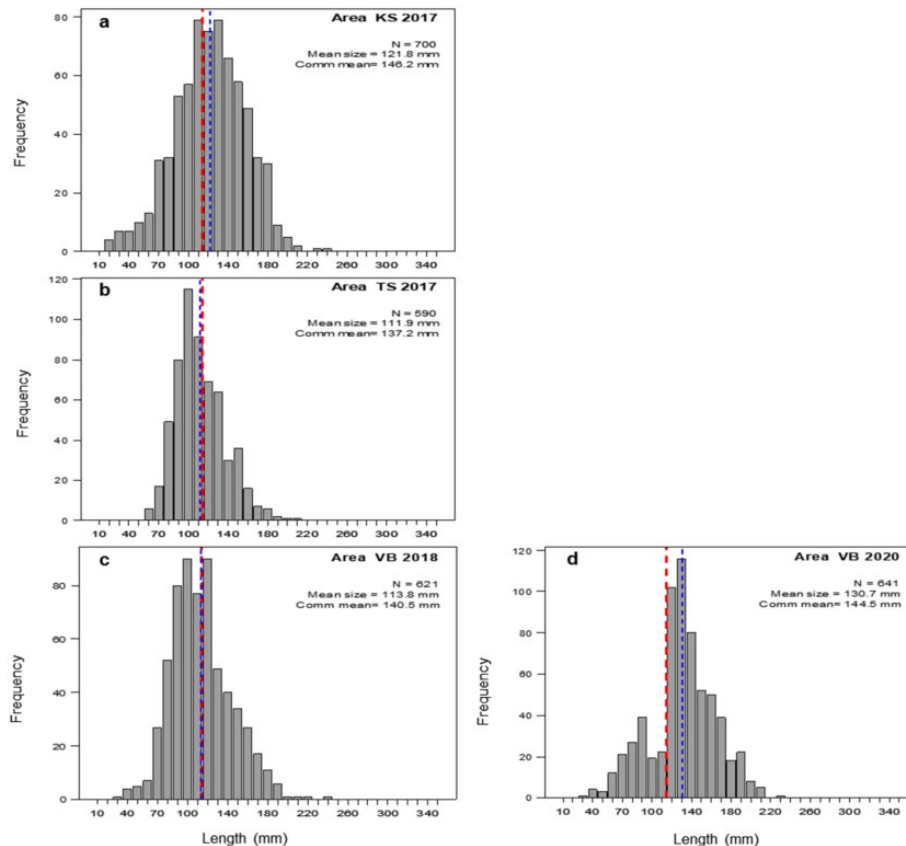 a
Area KS 2017
N = 700
Mean size = 121.8 mm
Comm mean= 146.2 mm
80
60
40
20
0
Frequency
10 40 70 100 140 180 220 260 300 340
b
Area TS 2017
N = 590
Mean size = 111.9 mm
Comm mean= 137.2 mm
120
100
80
60
40
20
0
Frequency
10 40 70 100 140 180 220 260 300 340
c
Area VB 2018
N = 621
Mean size = 113.8 mm
Comm mean= 140.5 mm
80
60
40
20
0
Frequency
10 40 70 100 140 180 220 260 300 340
Length (mm)
d
Area VB 2020
N = 641
Mean size = 130.7 mm
Comm mean= 144.5 mm
120
100
80
60
40
20
0
Frequency
10 40 70 100 140 180 220 260 300 340
Length (mm)